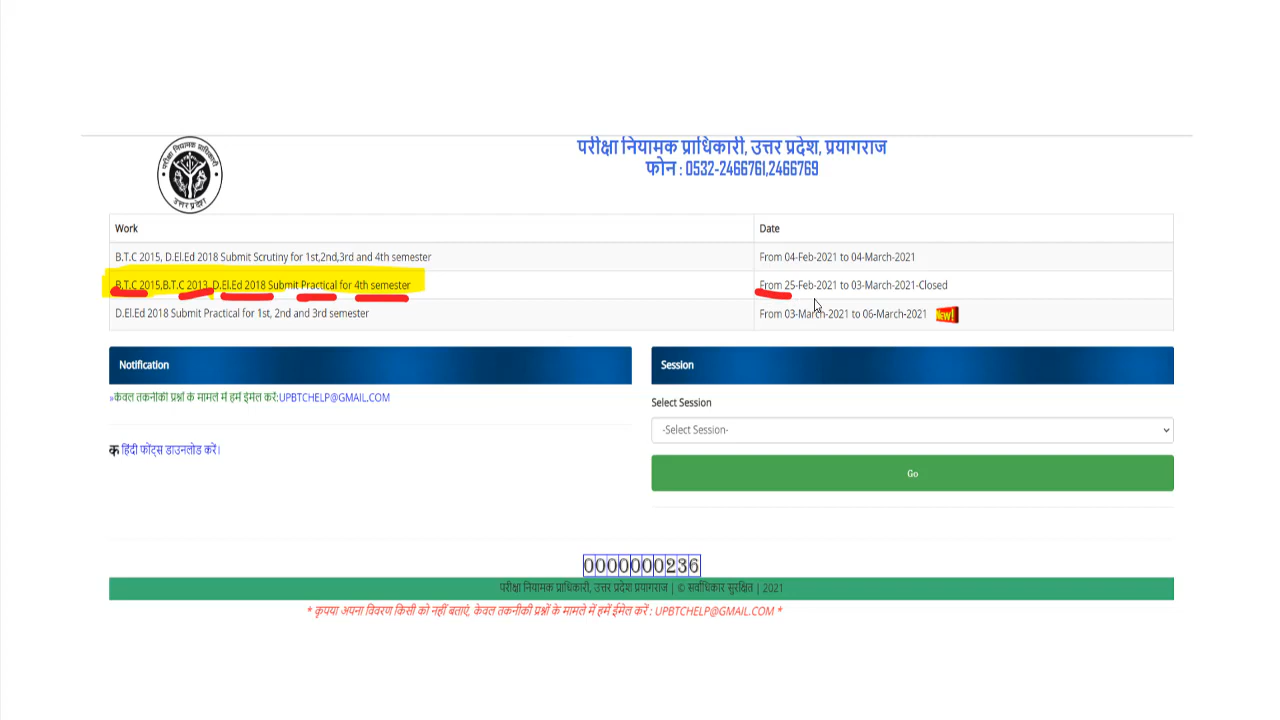 परीक्षा नियामक प्राधिकारी, उत्तर प्रदेश, प्रयागराज
फोन : 0532-2466761,2466769
Work Date
B.T.C 2015, D.El.Ed 2018 Submit Scrutiny for 1st,2nd,3rd and 4th semester From 04-Feb-2021 to 04-March-2021
B.T.C 2015,B.T.C 2013, D.El.Ed 2018 Submit Practical for 4th semester From 25-Feb-2021 to 03-March-2021-Closed
D.El.Ed 2018 Submit Practical for 1st, 2nd and 3rd semester From 03-March-2021 to 06-March-2021 New!
Notification
»केवल तकनीकी प्रश्नों के मामले में हमें ईमेल करें:UPBTCHELP@GMAIL.COM
क हिंदी फोंट्स डाउनलोड करें।
Session
Select Session
-Select Session-
Go
0000000236
परीक्षा नियामक प्राधिकारी, उत्तर प्रदेश प्रयागराज | © सर्वाधिकार सुरक्षित | 2021
* कृपया अपना विवरण किसी को नहीं बताएं, केवल तकनीकी प्रश्नों के मामले में हमें ईमेल करें : UPBTCHELP@GMAIL.COM *